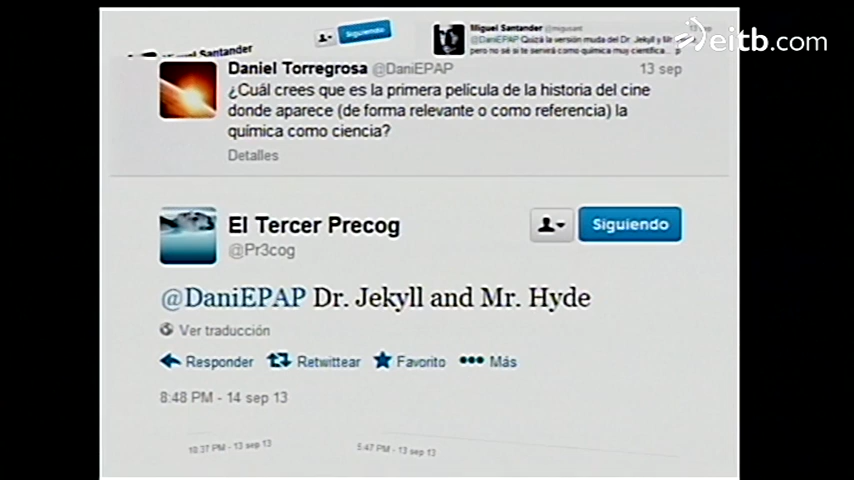 Siguiendo
Miguel Santander @migusant
@DaniEPAP Quizá la versión muda del Dr. Jekyll y Mr
pero no sé si te servirá como química muy científica...
eitb.com
Miguel Santander
Daniel Torregrosa @DaniEPAP 13 sep
¿Cuál crees que es la primera película de la historia del cine
donde aparece (de forma relevante o como referencia) la
química como ciencia?
Detalles
El Tercer Precog
Siguiendo
@Pr3cog
@DaniEPAP Dr. Jekyll and Mr. Hyde
Ver traducción
Responder Retwittear Favorito Más
8:48 PM - 14 sep 13
10:37 PM - 13 sep 13
5:47 PM - 13 sep 13